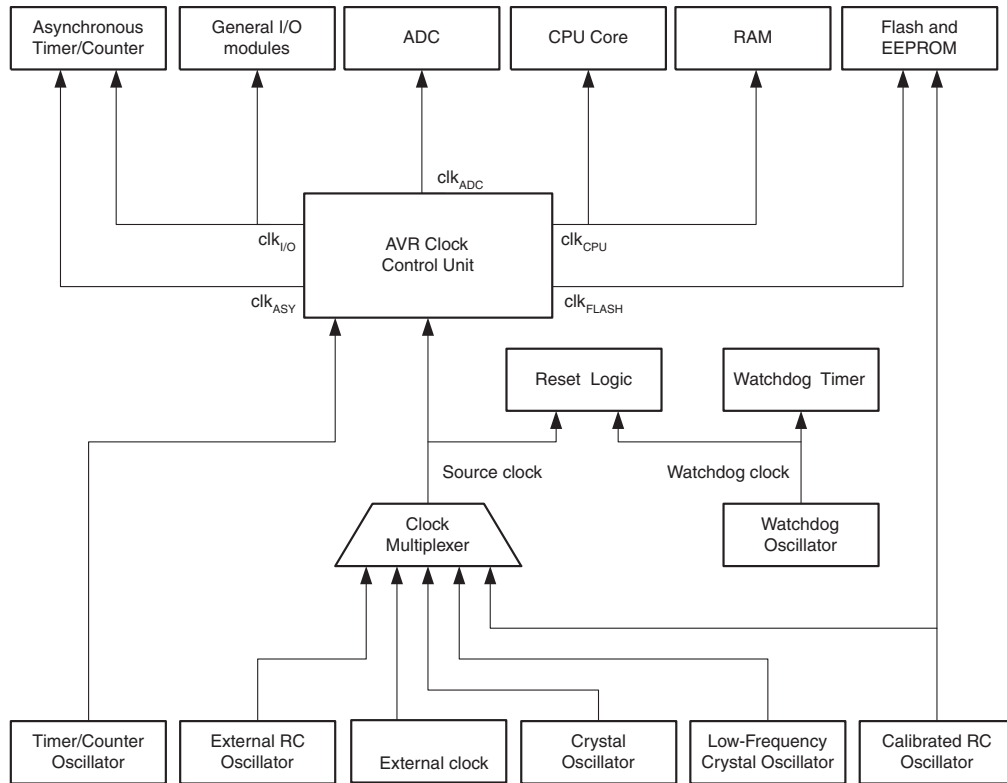 Asynchronous
Timer/Counter
General I/O
modules
ADC
CPU Core
RAM
Flash and
EEPROM
clkADC
clkI/O
AVR Clock
Control Unit
clkCPU
clkASY
clkFLASH
Reset Logic
Watchdog Timer
Source clock
Watchdog clock
Clock
Multiplexer
Watchdog
Oscillator
Timer/Counter
Oscillator
External RC
Oscillator
External clock
Crystal
Oscillator
Low-Frequency
Crystal Oscillator
Calibrated RC
Oscillator